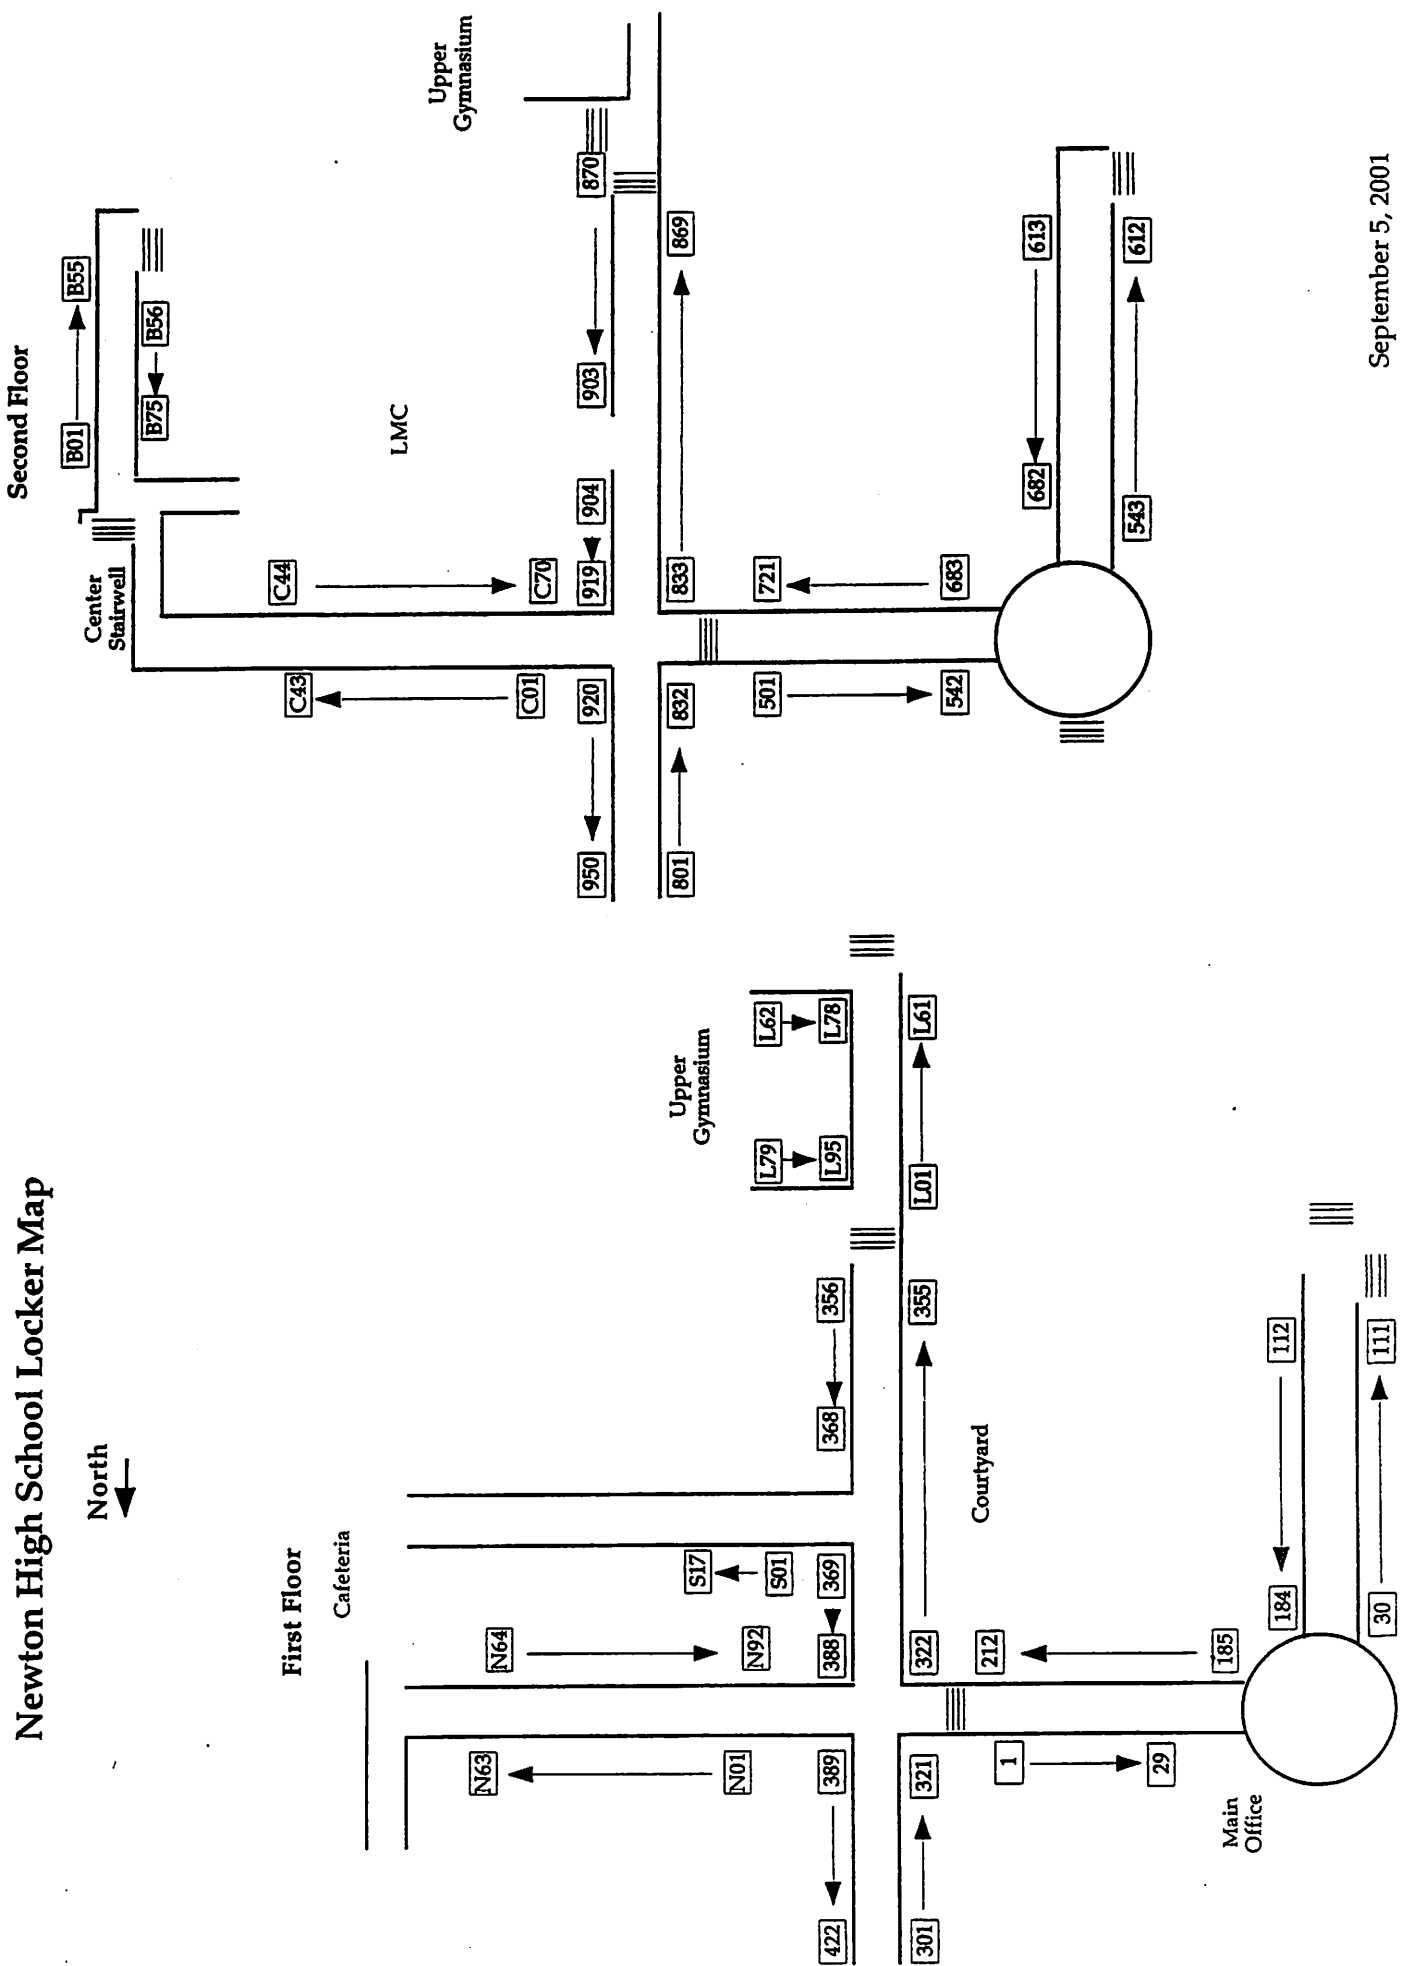 Newton High School Locker Map
North
First Floor
Cafeteria
N63
N64
S17
S01
N01
N92
422
389
388
369
368
356
301
321
322
355
L79
L62
L95
L78
Upper
Gymnasium
L01
L61
Courtyard
1
212
29
185
Main
Office
184
112
30
111
Second Floor
B01
B55
B75
B56
Center
Stairwell
C43
C44
LMC
Upper
Gymnasium
C01
C70
950
920
919
904
903
870
801
832
833
869
501
721
542
683
682
613
543
612
September 5, 2001